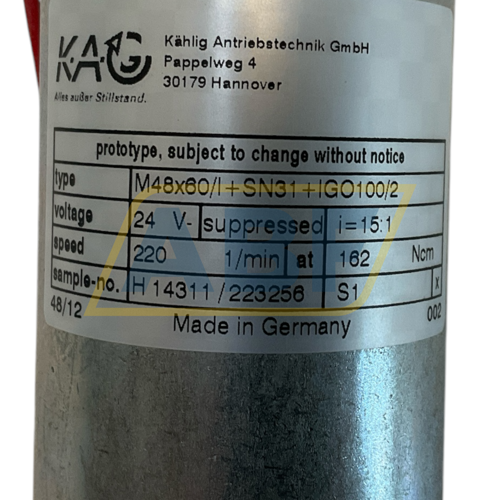 KAG
Alles außer Stillstand.
Kählig Antriebstechnik GmbH
Pappelweg 4
30179 Hannover
prototype, subject to change without notice
type M48x60/I+SN31+IGO100/2
voltage 24 V- suppressed i=15:1
speed 220 1/min at 162 Ncm
sample-no. H 14311/223256 S1 x
48/12 Made in Germany 002